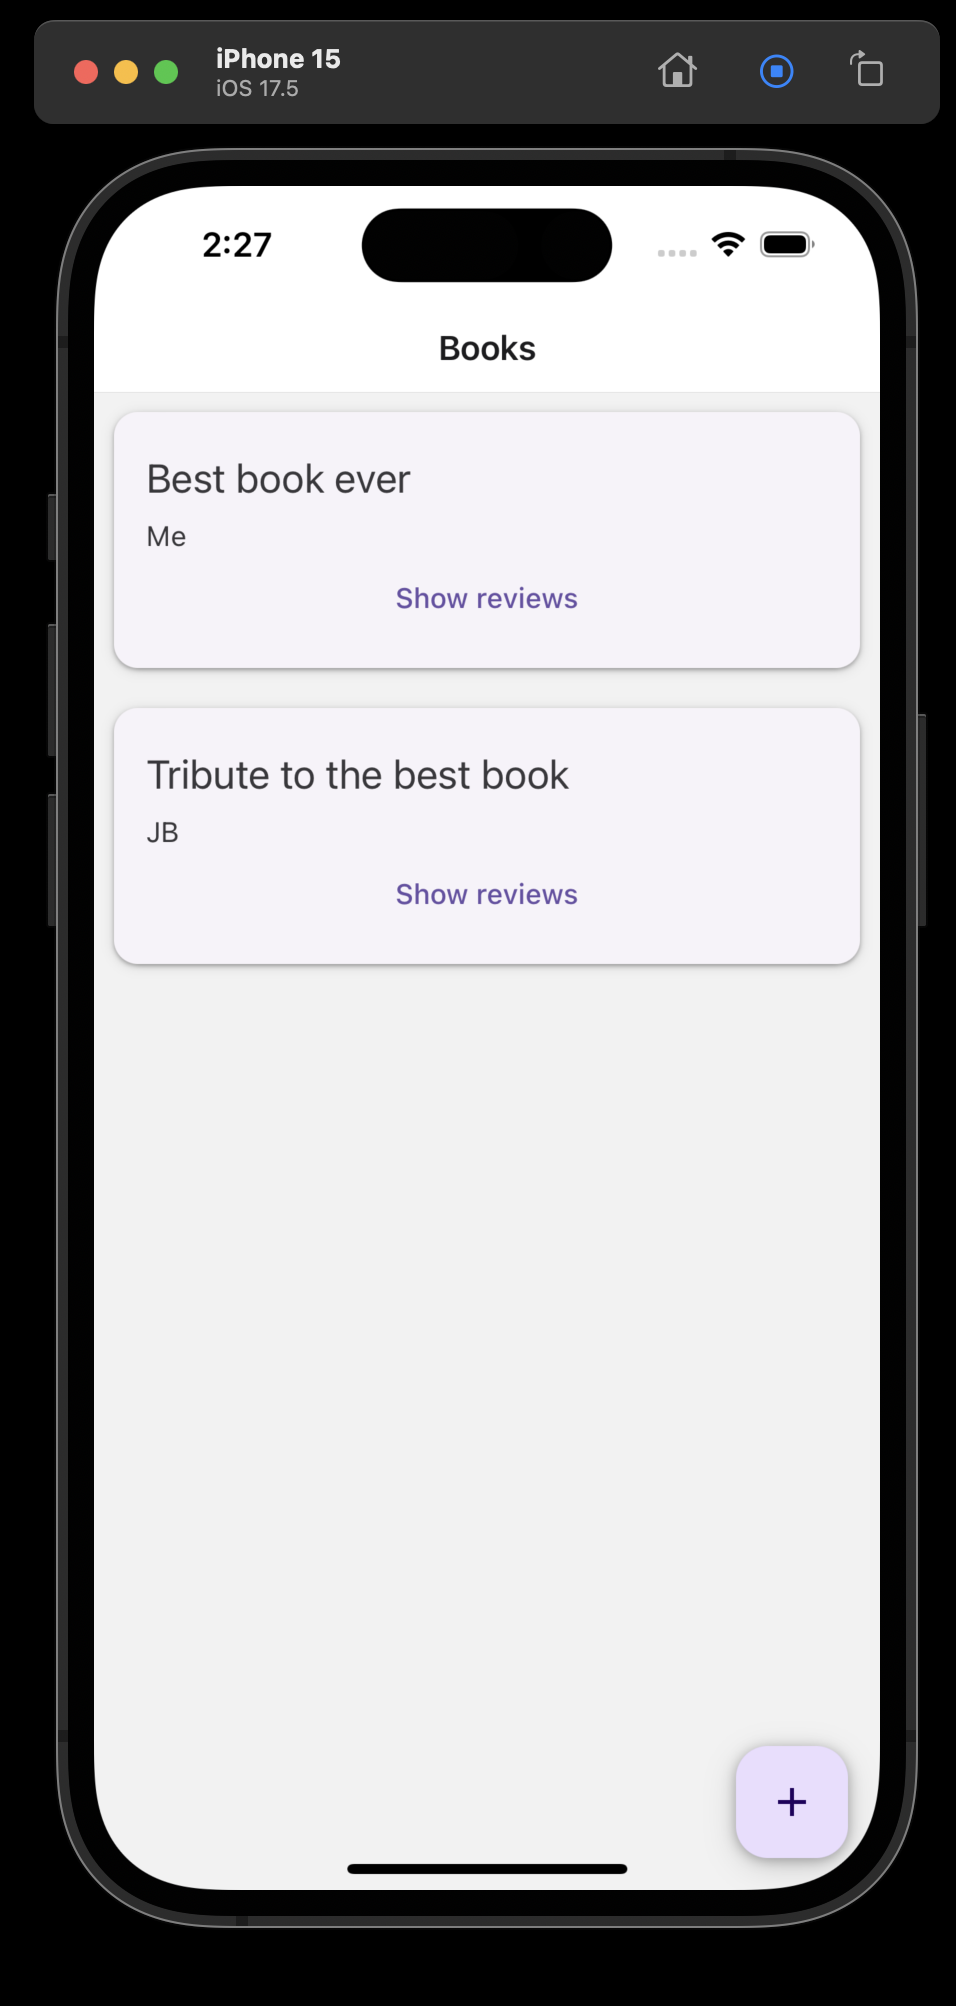 iPhone 15
iOS 17.5
2:27
Books
Best book ever
Me
Show reviews
Tribute to the best book
JB
Show reviews
+